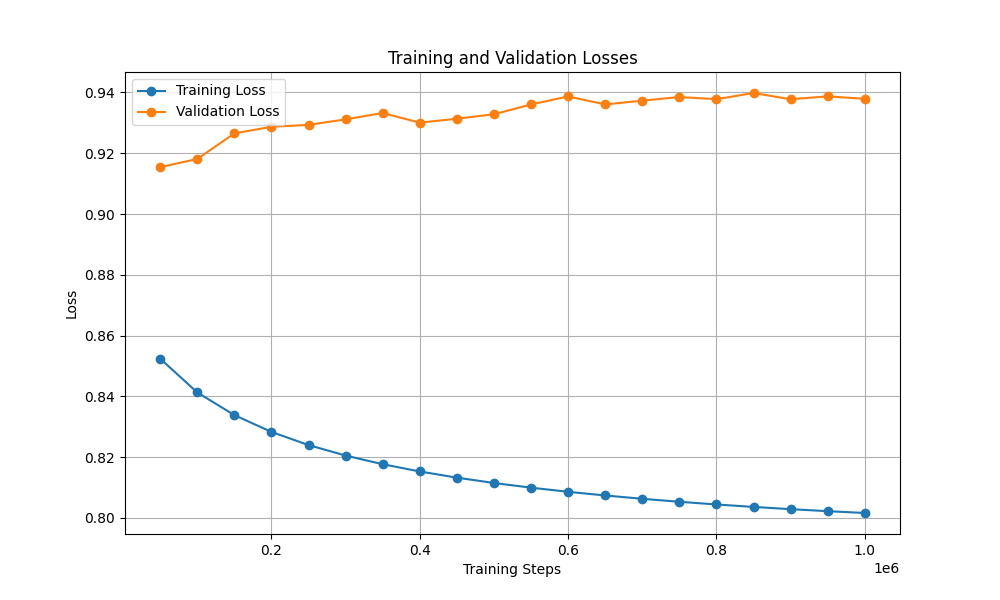 Training and Validation Losses
Training Loss
Validation Loss
0.94
0.92
0.90
0.88
0.86
0.84
0.82
0.80
Loss
0.2
0.4
0.6
0.8
1.0
1e6
Training Steps